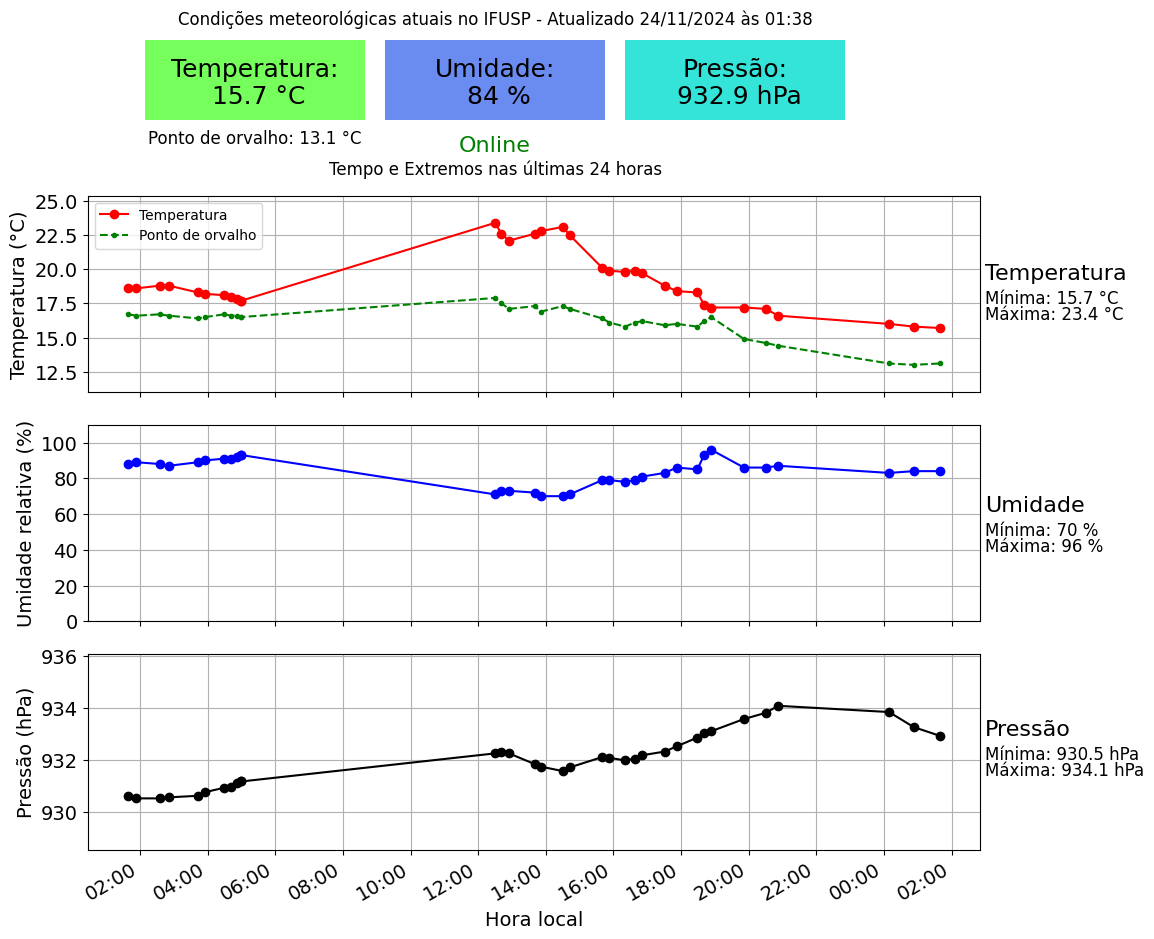 Condições meteorológicas atuais no IFUSP - Atualizado 24/11/2024 às 01:38
Temperatura:
15.7 °C
Umidade:
84 %
Pressão:
932.9 hPa
Ponto de orvalho: 13.1 °C
Online
Tempo e Extremos nas últimas 24 horas
Temperatura (°C)
25.0
22.5
20.0
17.5
15.0
12.5
Temperatura
Ponto de orvalho
Temperatura
Mínima: 15.7 °C
Máxima: 23.4 °C
Umidade relativa (%)
100
80
60
40
20
0
Umidade
Mínima: 70 %
Máxima: 96 %
Pressão (hPa)
936
934
932
930
Pressão
Mínima: 930.5 hPa
Máxima: 934.1 hPa
02:00 04:00 06:00 08:00 10:00 12:00 14:00 16:00 18:00 20:00 22:00 00:00 02:00
Hora local